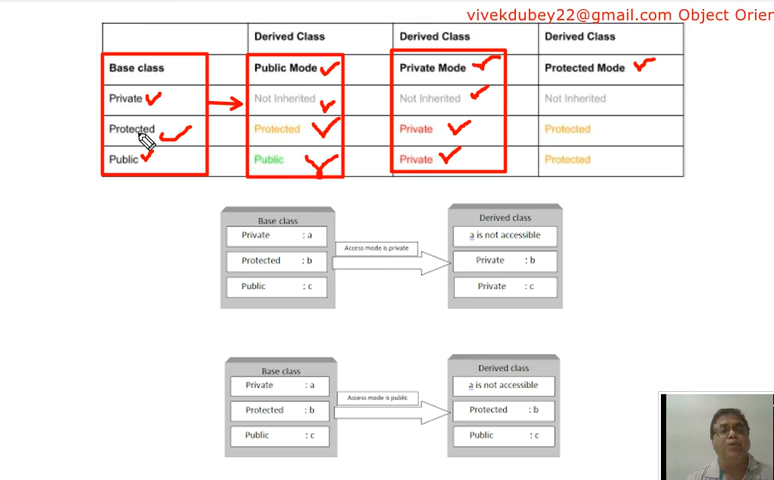 vivekdubey22@gmail.com Object Orien
Derived Class Derived Class Derived Class
Base class Public Mode Private Mode Protected Mode
Private Not Inherited Not Inherited Not Inherited
Protected Protected Private Protected
Public Public Private Protected
Base class
Private : a
Protected : b
Public : c
Access mode is private
Derived class
a is not accessible
Private : b
Private : c
Base class
Private : a
Protected : b
Public : c
Access mode is public
Derived class
a is not accessible
Protected : b
Public : c